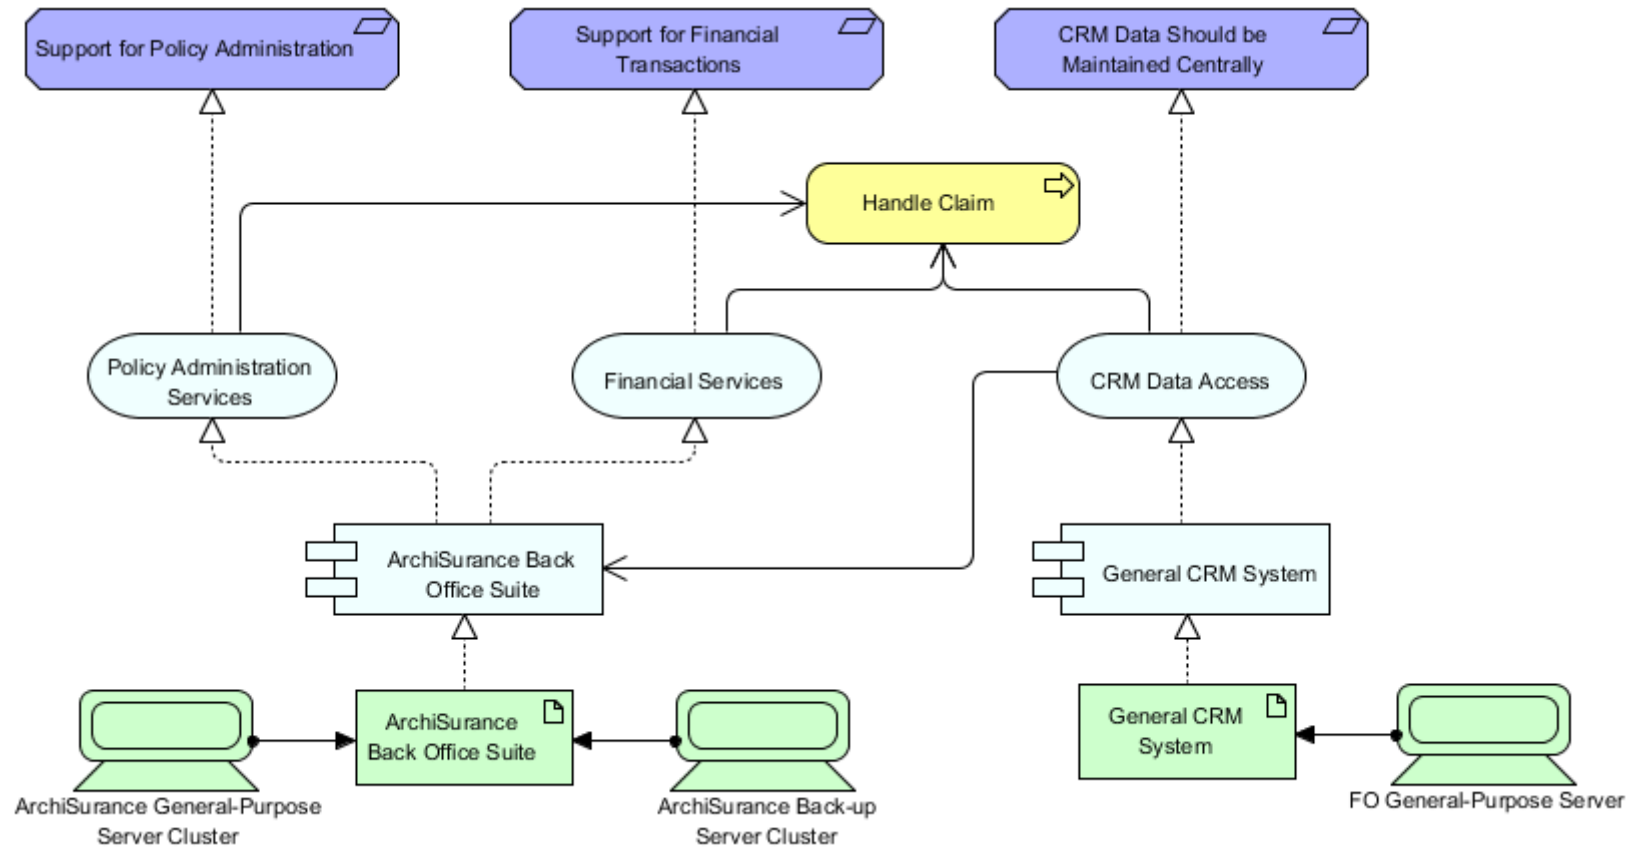 Support for Policy Administration
Support for Financial
Transactions
CRM Data Should be
Maintained Centrally
Handle Claim
Policy Administration
Services
Financial Services
CRM Data Access
ArchiSurance Back
Office Suite
General CRM System
ArchiSurance
Back Office Suite
General CRM
System
ArchiSurance General-Purpose
Server Cluster
ArchiSurance Back-up
Server Cluster
FO General-Purpose Server